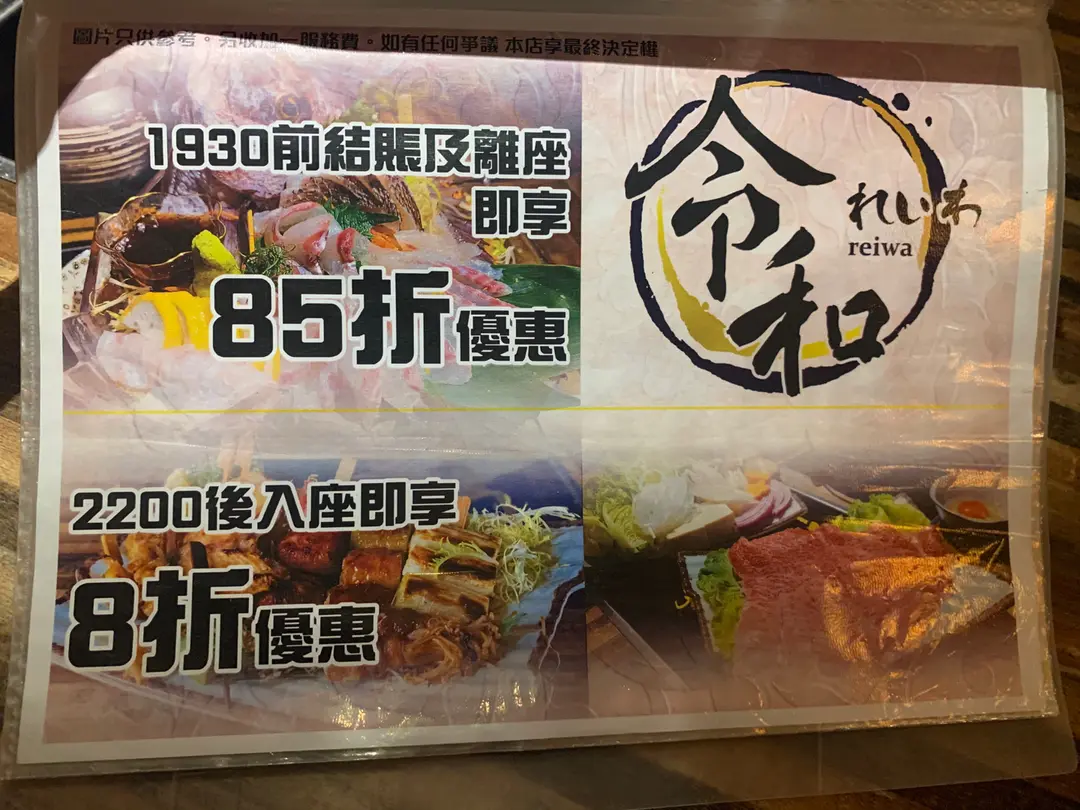 圖片只供參考。另收加一服務費。如有任何爭議 本店享最終決定權
1930前結賬及離座
即享
85折優惠
令和
れいわ
reiwa
2200後入座即享
8折優惠